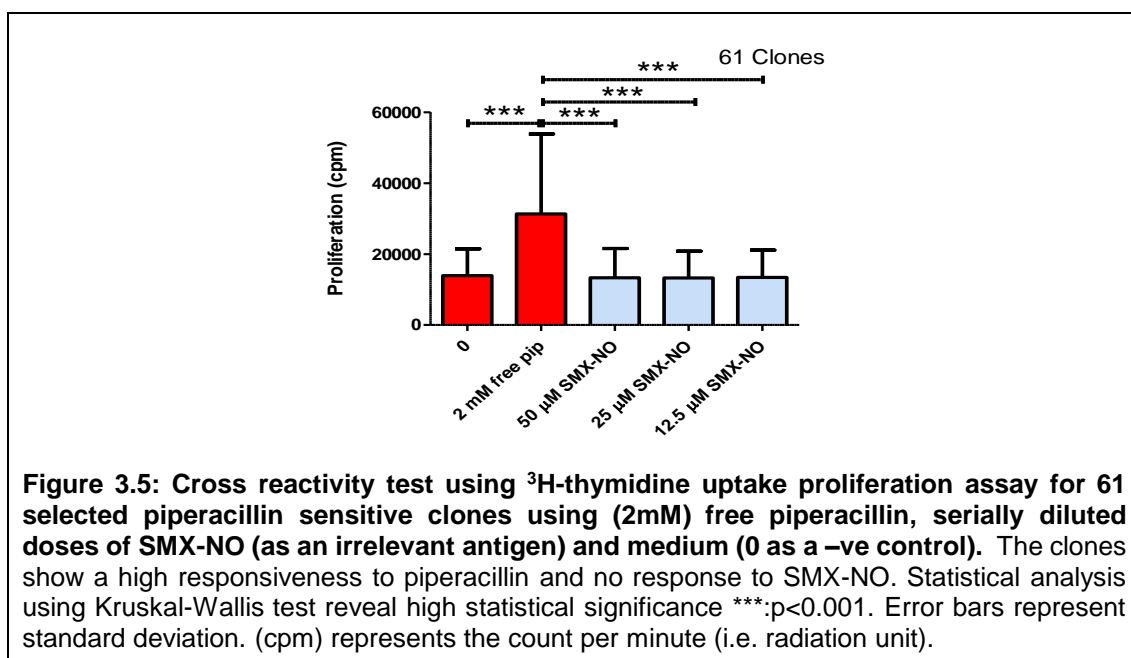 61 Clones
***
***
*** ***
60000
40000
20000
0
Proliferation (cpm)
0
2 mM free pip
50 µM SMX-NO
25 µM SMX-NO
12.5 µM SMX-NO
Figure 3.5: Cross reactivity test using ³H-thymidine uptake proliferation assay for 61
selected piperacillin sensitive clones using (2mM) free piperacillin, serially diluted
doses of SMX-NO (as an irrelevant antigen) and medium (0 as a –ve control). The clones
show a high responsiveness to piperacillin and no response to SMX-NO. Statistical analysis
using Kruskal-Wallis test reveal high statistical significance ***:p<0.001. Error bars represent
standard deviation. (cpm) represents the count per minute (i.e. radiation unit).